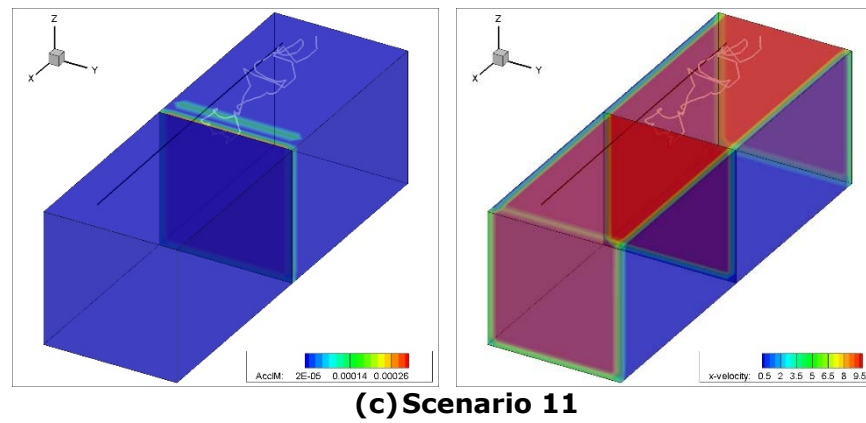 Z
X
Y
AccIM: 2E-05 0.00014 0.00026
Z
X
Y
x-velocity: 0.5 2 3.5 5 6.5 8 9.5
(c) Scenario 11